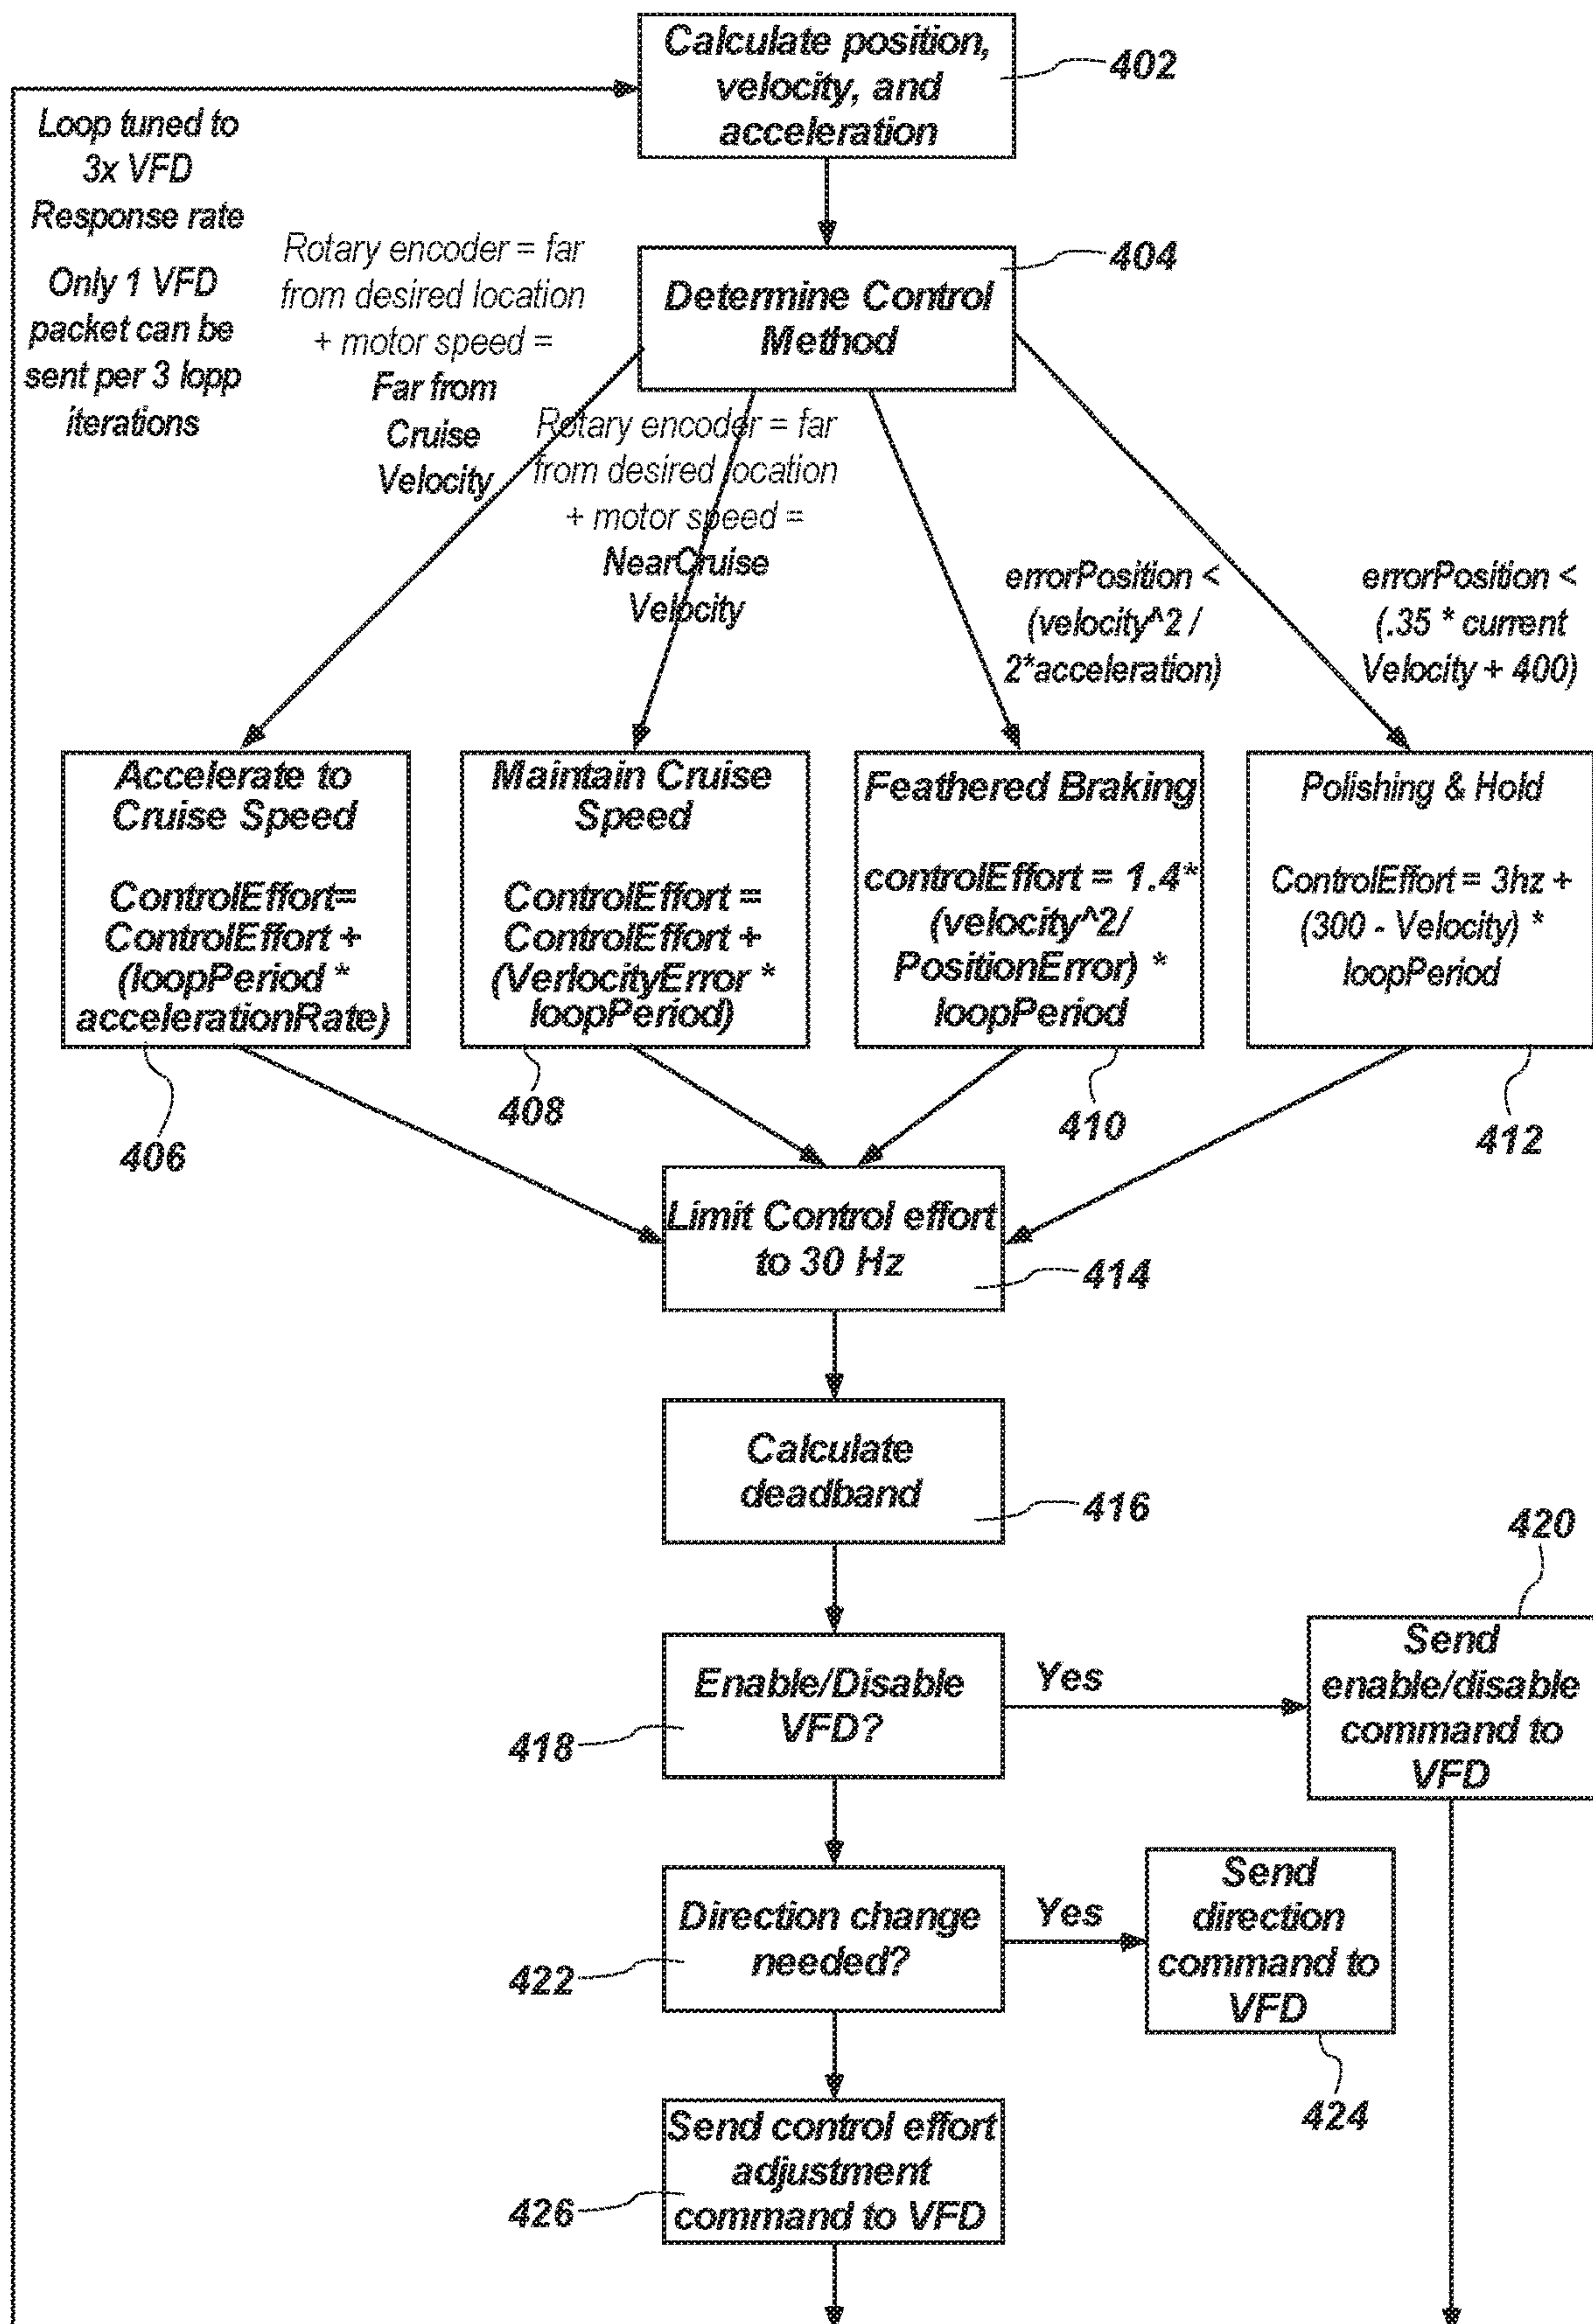 Calculate position,
velocity, and
acceleration
402
Loop tuned to
3x VFD
Response rate
Only 1 VFD
packet can be
sent per 3 lopp
iterations
Rotary encoder = far
from desired location
+ motor speed =
Far from
Cruise
Velocity
Determine Control
Method
404
Rotary encoder = far
from desired location
+ motor speed =
NearCruise
Velocity
errorPosition <
(velocity^2 /
2*acceleration)
errorPosition <
(.35 * current
Velocity + 400)
Accelerate to
Cruise Speed
ControlEffort=
ControlEffort +
(loopPeriod *
accelerationRate)
406
Maintain Cruise
Speed
ControlEffort =
ControlEffort +
(VerlocityError *
loopPeriod)
408
Feathered Braking
controlEffort = 1.4*
(velocity^2/
PositionError) *
loopPeriod
410
Polishing & Hold
ControlEffort = 3hz +
(300 - Velocity) *
loopPeriod
412
Limit Control effort
to 30 Hz
414
Calculate
deadband
416
Enable/Disable
VFD?
418
Yes
420
Send
enable/disable
command to
VFD
Direction change
needed?
422
Yes
Send
direction
command to
VFD
424
Send control effort
adjustment
command to VFD
426